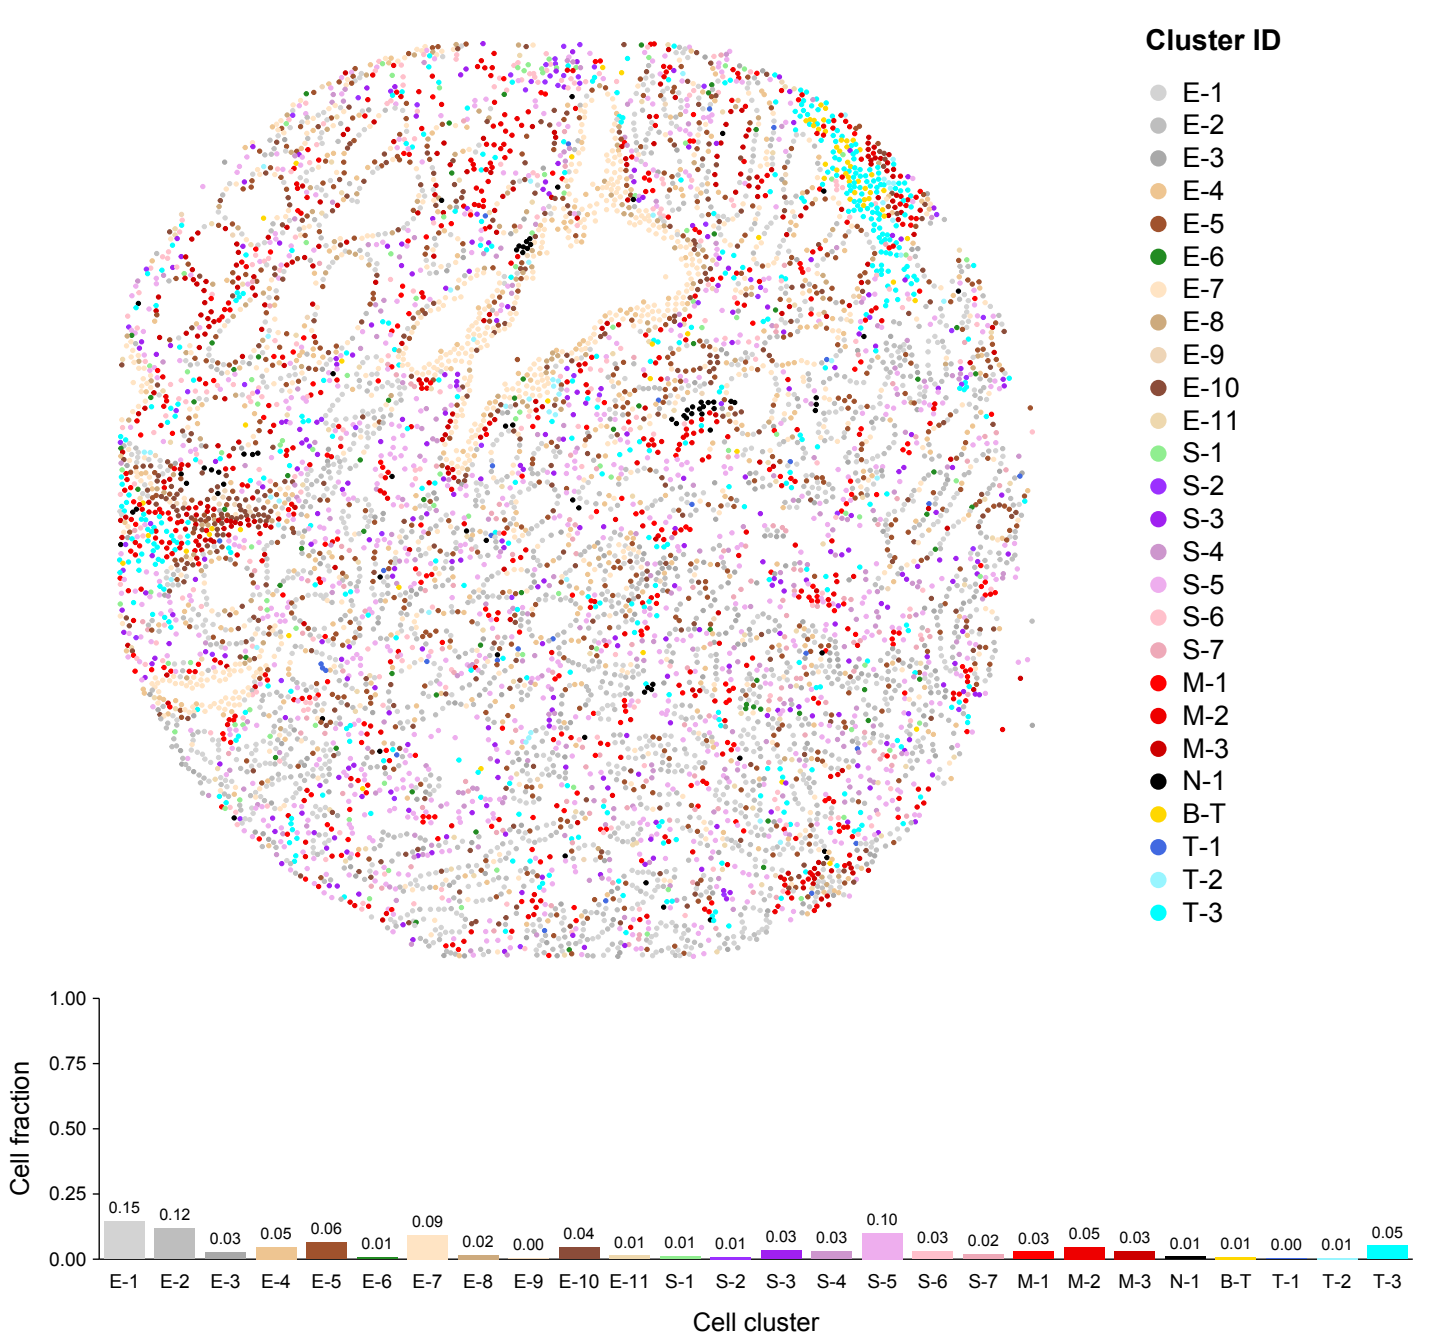 Cluster ID
E-1
E-2
E-3
E-4
E-5
E-6
E-7
E-8
E-9
E-10
E-11
S-1
S-2
S-3
S-4
S-5
S-6
S-7
M-1
M-2
M-3
N-1
B-T
T-1
T-2
T-3
1.00
0.75
0.50
0.25
0.00
Cell fraction
0.15 0.12 0.03 0.05 0.06 0.01 0.09 0.02 0.00 0.04 0.01 0.01 0.01 0.03 0.03 0.10 0.03 0.02 0.03 0.05 0.03 0.01 0.01 0.00 0.01 0.05
E-1 E-2 E-3 E-4 E-5 E-6 E-7 E-8 E-9 E-10 E-11 S-1 S-2 S-3 S-4 S-5 S-6 S-7 M-1 M-2 M-3 N-1 B-T T-1 T-2 T-3
Cell cluster